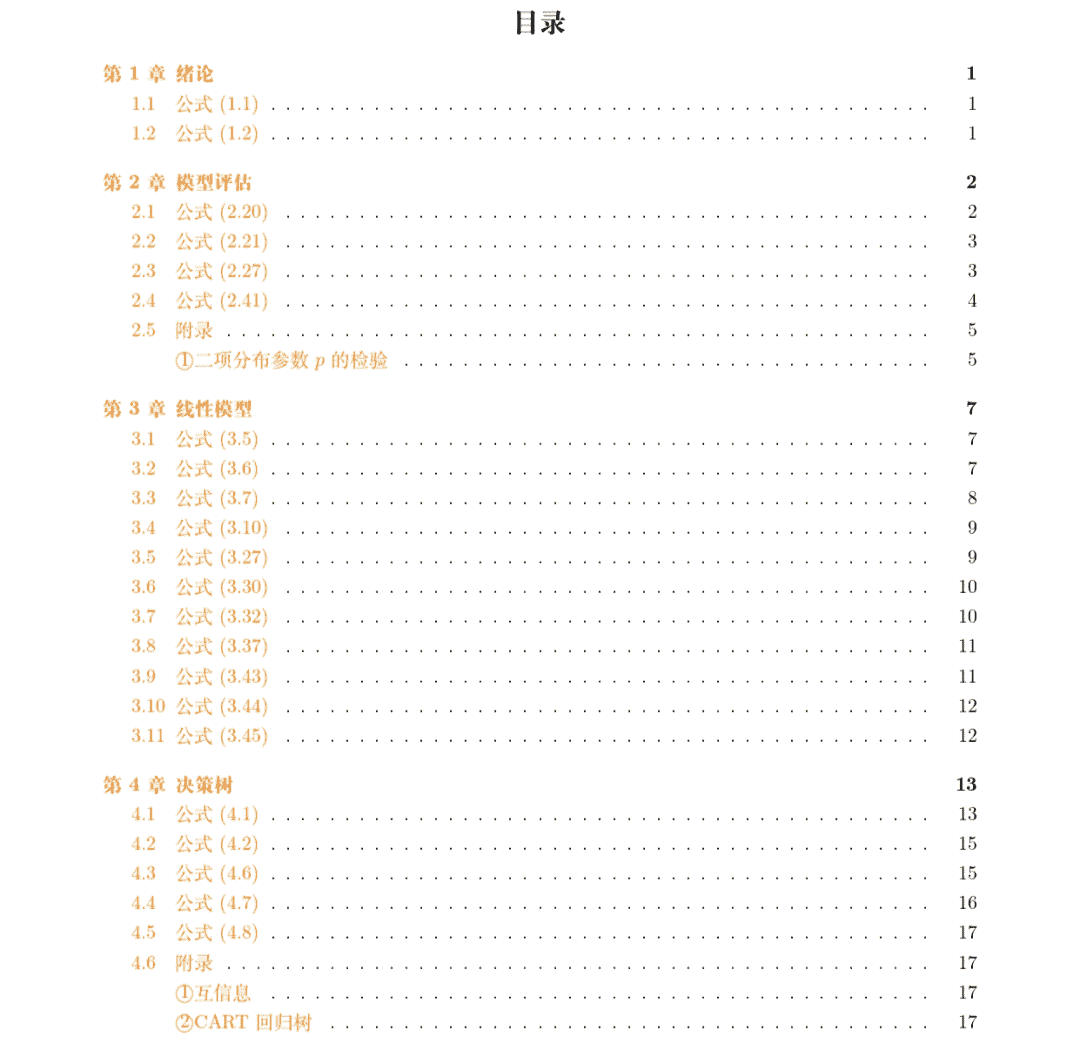 目录
第 1 章 绪论 1
1.1 公式 (1.1) 1
1.2 公式 (1.2) 1
第 2 章 模型评估 2
2.1 公式 (2.20) 2
2.2 公式 (2.21) 3
2.3 公式 (2.27) 3
2.4 公式 (2.41) 4
2.5 附录 5
①二项分布参数 p 的检验 5
第 3 章 线性模型 7
3.1 公式 (3.5) 7
3.2 公式 (3.6) 7
3.3 公式 (3.7) 8
3.4 公式 (3.10) 9
3.5 公式 (3.27) 9
3.6 公式 (3.30) 10
3.7 公式 (3.32) 10
3.8 公式 (3.37) 11
3.9 公式 (3.43) 11
3.10 公式 (3.44) 12
3.11 公式 (3.45) 12
第 4 章 决策树 13
4.1 公式 (4.1) 13
4.2 公式 (4.2) 15
4.3 公式 (4.6) 15
4.4 公式 (4.7) 16
4.5 公式 (4.8) 17
4.6 附录 17
①互信息 17
②CART 回归树 17